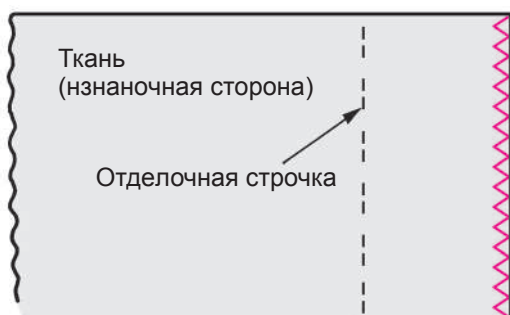 Ткань
(нзнаночная сторона)
Отделочная строчка